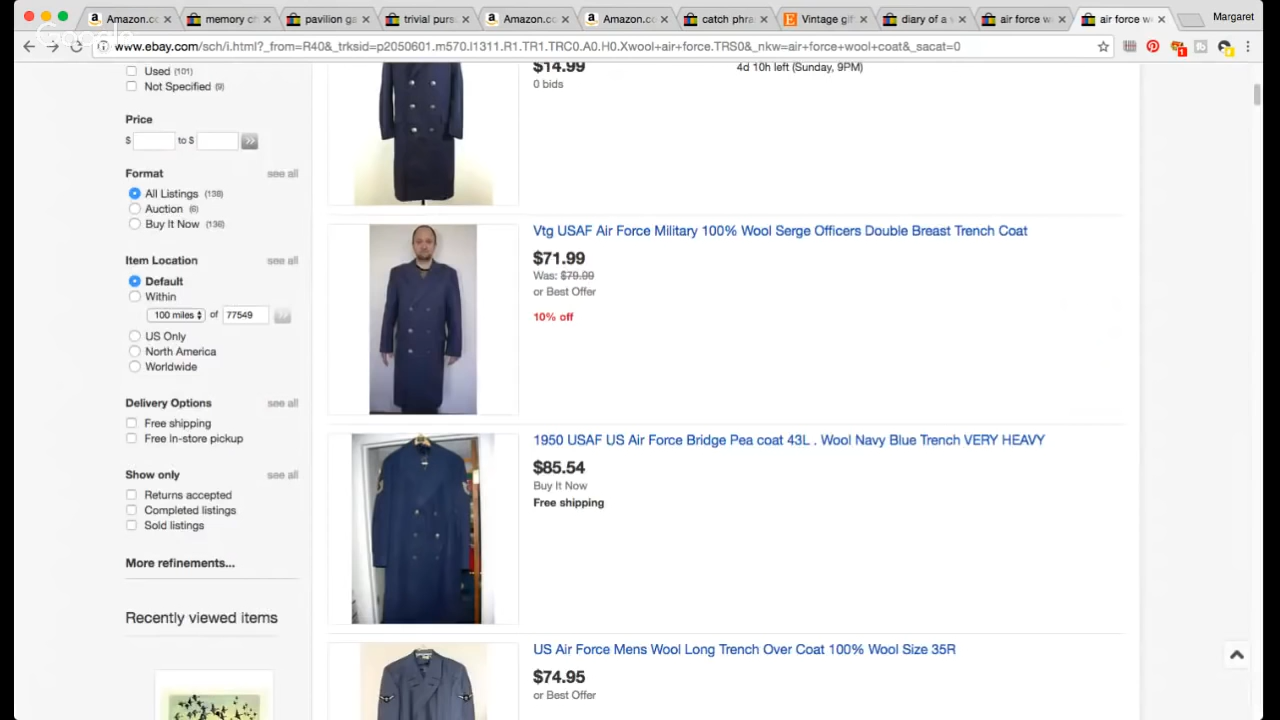 Amazon.co
memory ch
pavilion ga
trivial purs
Amazon.co
Amazon.co
catch phra
Vintage gif
diary of a w
air force w
air force w
Margaret
Google
www.ebay.com/sch/i.html?_from=R40&_trksid=p2050601.m570.l1311.R1.TR1.TRC0.A0.H0.Xwool+air+force.TRS0&_nkw=air+force+wool+coat&_sacat=0
Used (101)
Not Specified (9)
Price
$ to $
Format see all
All Listings (138)
Auction (6)
Buy It Now (136)
Item Location see all
Default
Within
100 miles of 77549
US Only
North America
Worldwide
Delivery Options see all
Free shipping
Free in-store pickup
Show only see all
Returns accepted
Completed listings
Sold listings
More refinements...
Recently viewed items
$14.99
4d 10h left (Sunday, 9PM)
0 bids
Vtg USAF Air Force Military 100% Wool Serge Officers Double Breast Trench Coat
$71.99
Was: $79.99
or Best Offer
10% off
1950 USAF US Air Force Bridge Pea coat 43L . Wool Navy Blue Trench VERY HEAVY
$85.54
Buy It Now
Free shipping
US Air Force Mens Wool Long Trench Over Coat 100% Wool Size 35R
$74.95
or Best Offer